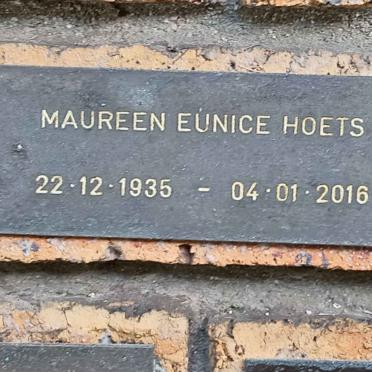 MAUREEN EUNICE HOETS
22·12·1935 - 04·01·2016